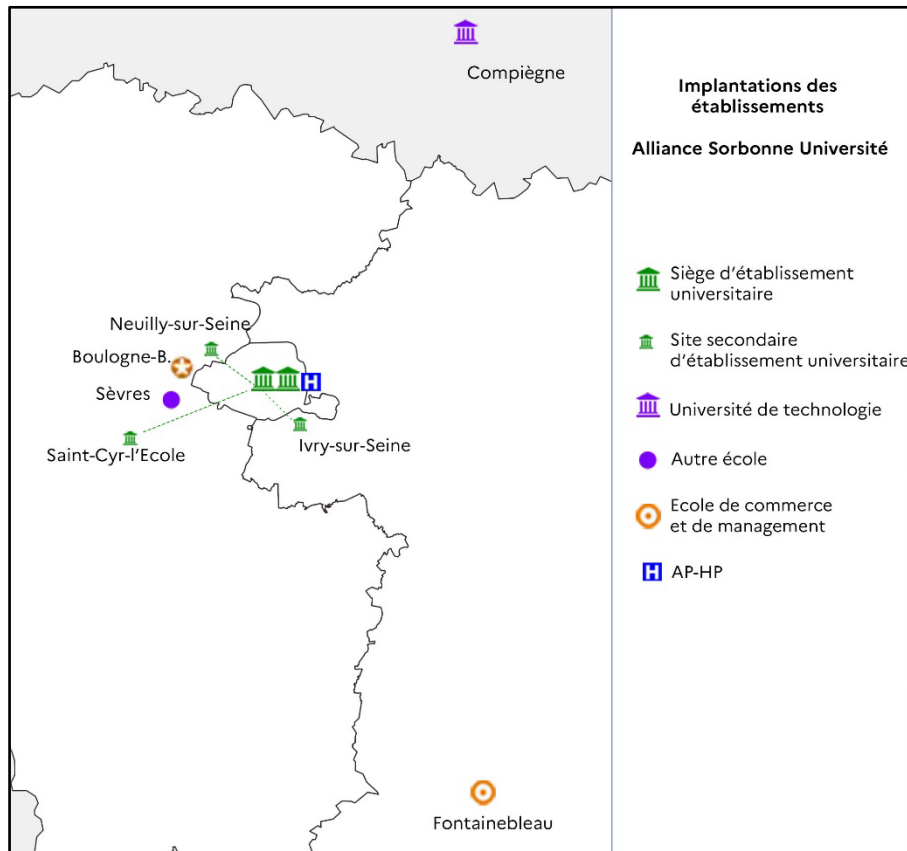 Compiègne
Neuilly-sur-Seine
Boulogne-B.
Sèvres
Saint-Cyr-l'Ecole
Ivry-sur-Seine
H
Fontainebleau
Implantations des
établissements
Alliance Sorbonne Université
Siège d'établissement
universitaire
Site secondaire
d'établissement universitaire
Université de technologie
Autre école
Ecole de commerce
et de management
H AP-HP